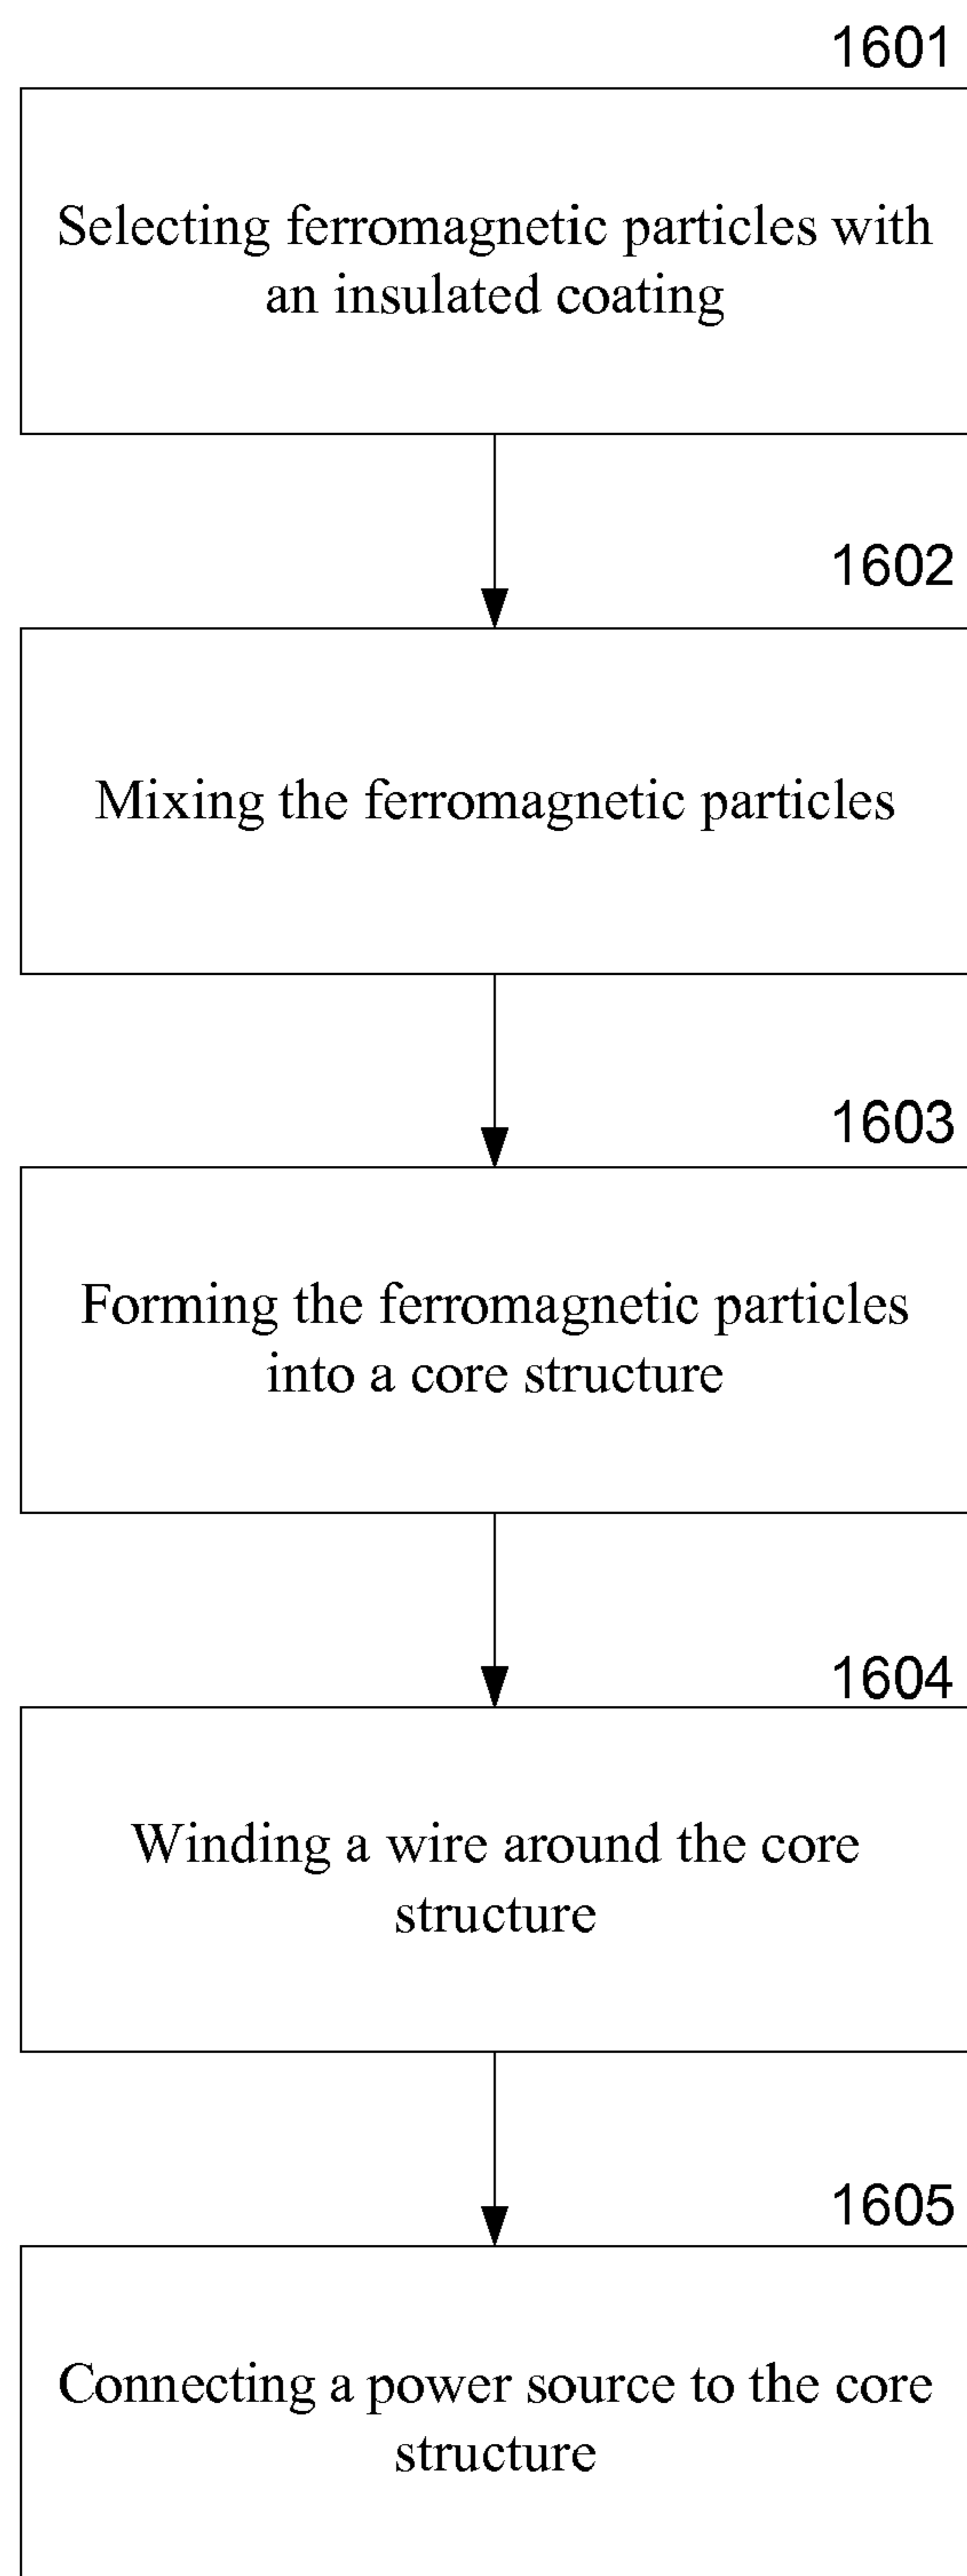 1601
Selecting ferromagnetic particles with
an insulated coating
1602
Mixing the ferromagnetic particles
1603
Forming the ferromagnetic particles
into a core structure
1604
Winding a wire around the core
structure
1605
Connecting a power source to the core
structure